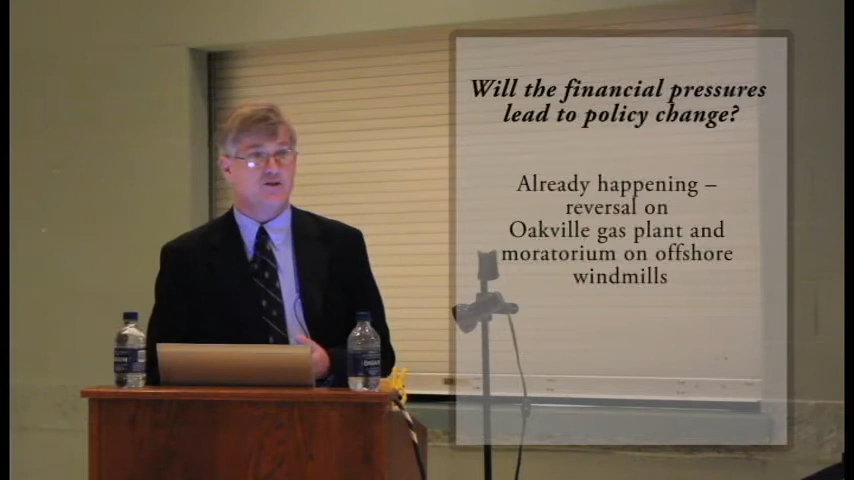 Will the financial pressures
lead to policy change?
Already happening –
reversal on
Oakville gas plant and
moratorium on offshore
windmills